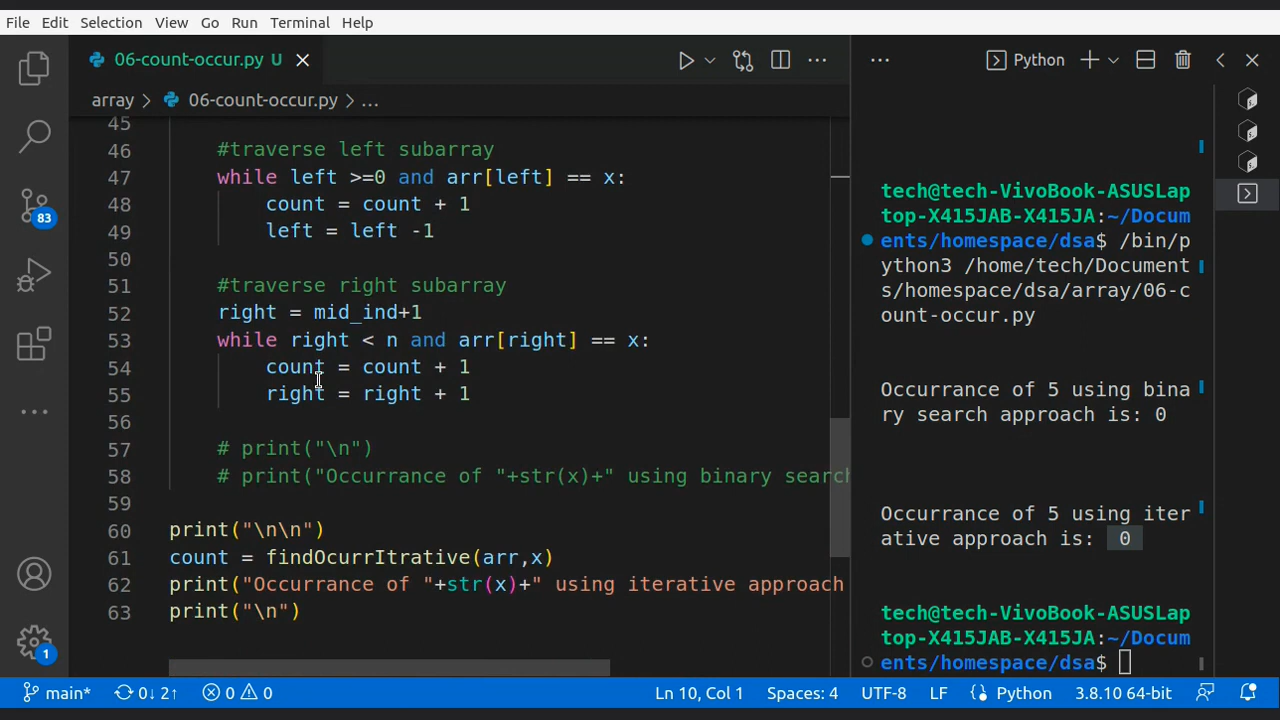 File Edit Selection View Go Run Terminal Help
06-count-occur.py U
array > 06-count-occur.py > ...
45
46 #traverse left subarray
47 while left >=0 and arr[left] == x:
48 count = count + 1
49 left = left -1
50
51 #traverse right subarray
52 right = mid_ind+1
53 while right < n and arr[right] == x:
54 count = count + 1
55 right = right + 1
56
57 # print("\n")
58 # print("Occurrance of "+str(x)+" using binary search
59
60 print("\n\n")
61 count = findOcurrItrative(arr,x)
62 print("Occurrance of "+str(x)+" using iterative approach
63 print("\n")
Python
tech@tech-VivoBook-ASUSLap
top-X415JAB-X415JA:~/Docum
ents/homespace/dsa$ /bin/p
ython3 /home/tech/Document
s/homespace/dsa/array/06-c
ount-occur.py
Occurrance of 5 using bina
ry search approach is: 0
Occurrance of 5 using iter
ative approach is: 0
tech@tech-VivoBook-ASUSLap
top-X415JAB-X415JA:~/Docum
ents/homespace/dsa$
83
1
main* 0↓ 2↑ 0 0 Ln 10, Col 1 Spaces: 4 UTF-8 LF Python 3.8.10 64-bit